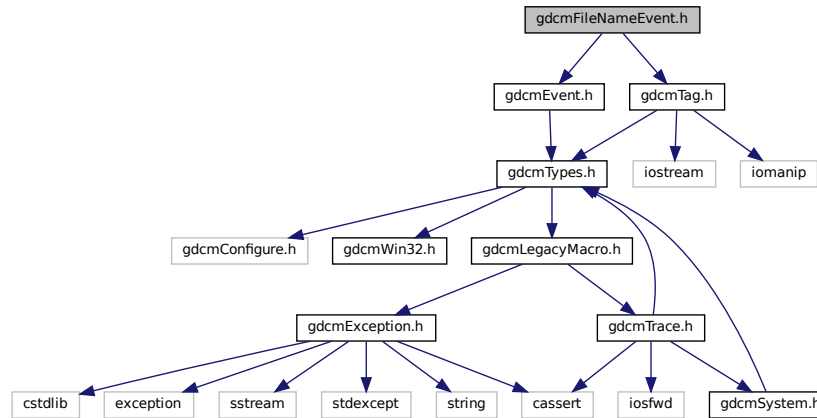 gdcmFileNameEvent.h
gdcmEvent.h
gdcmTag.h
gdcmTypes.h
iostream
iomanip
gdcmConfigure.h
gdcmWin32.h
gdcmLegacyMacro.h
gdcmException.h
gdcmTrace.h
cstdlib
exception
sstream
stdexcept
string
cassert
iosfwd
gdcmSystem.h